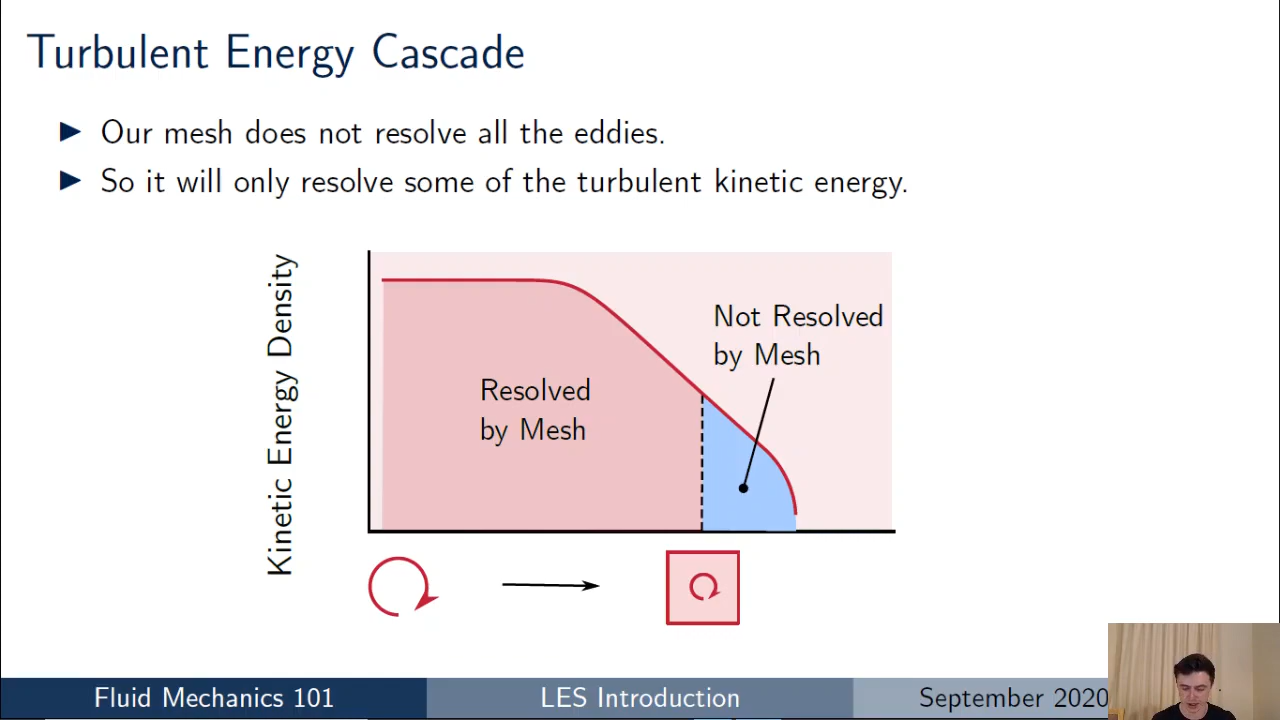 Turbulent Energy Cascade
Our mesh does not resolve all the eddies.
So it will only resolve some of the turbulent kinetic energy.
Kinetic Energy Density
Resolved
by Mesh
Not Resolved
by Mesh
Fluid Mechanics 101
LES Introduction
September 2020